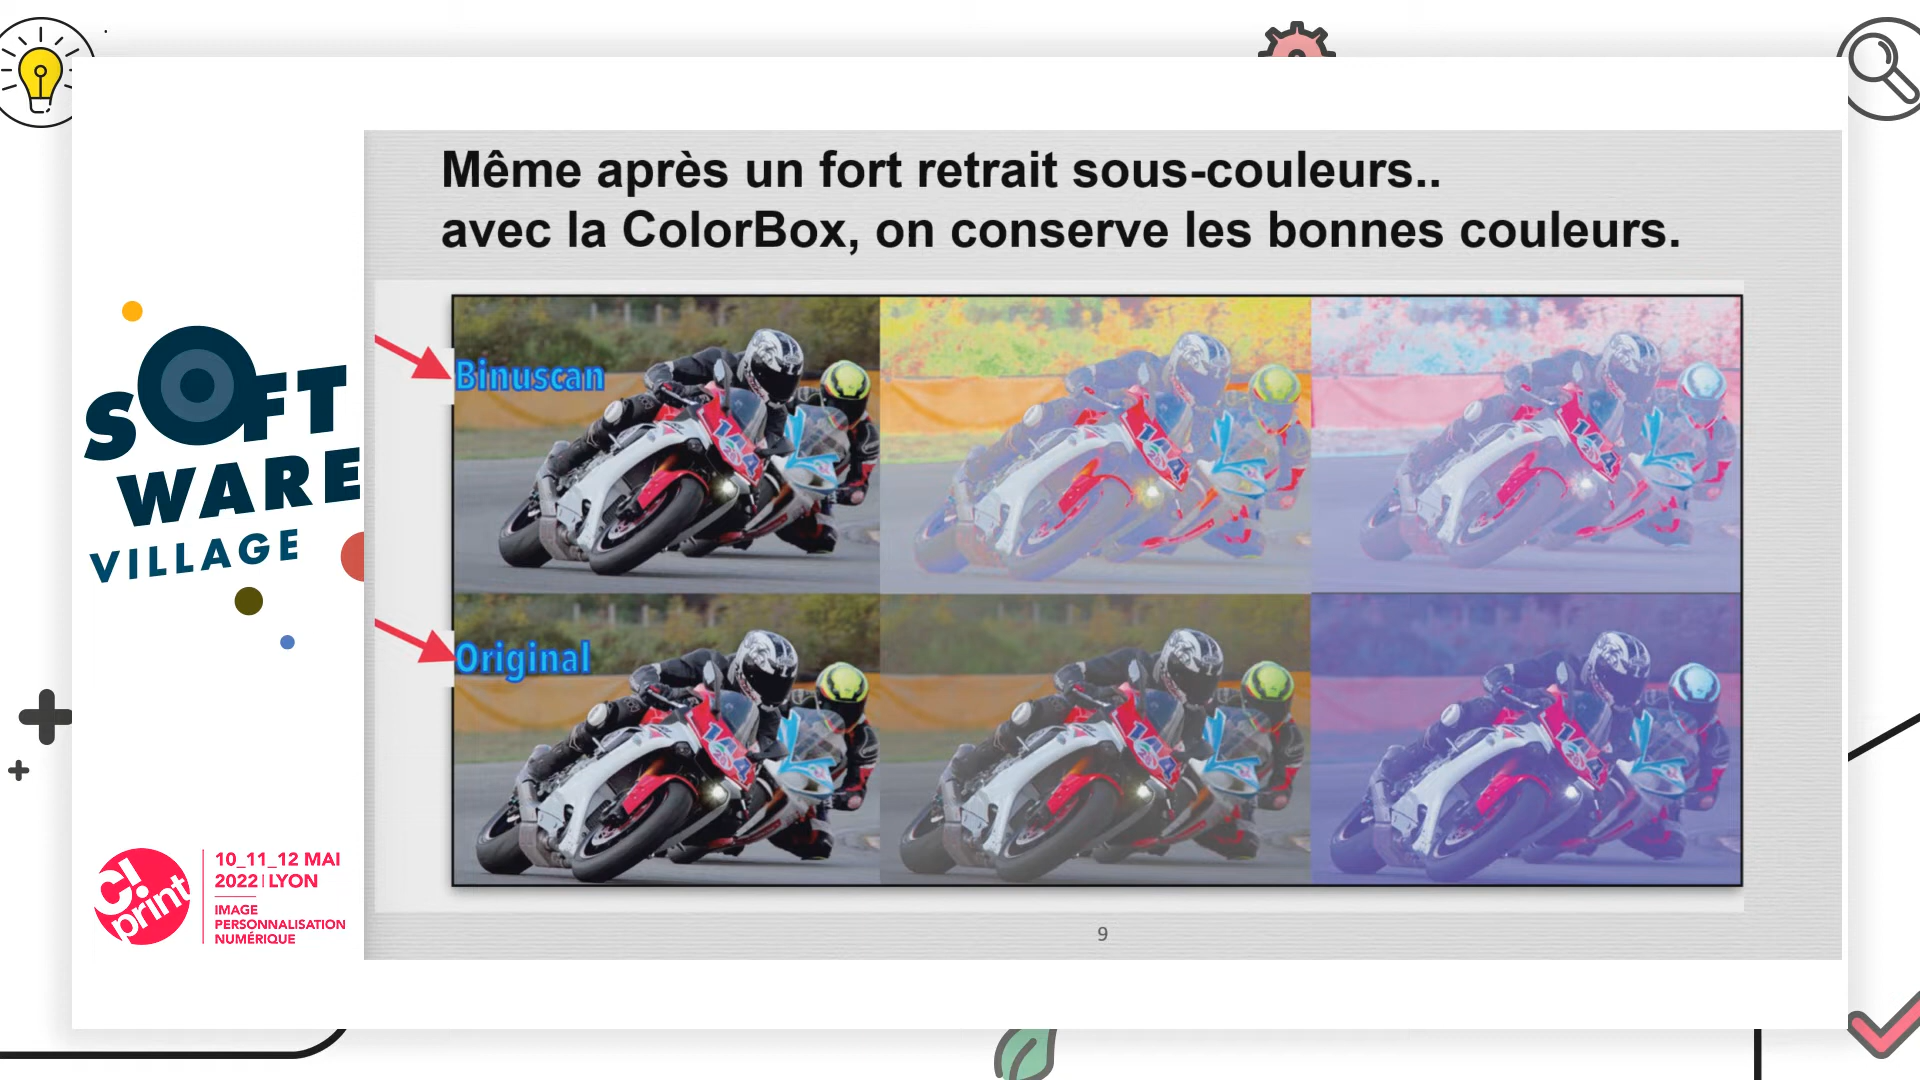 Même après un fort retrait sous-couleurs..
avec la ColorBox, on conserve les bonnes couleurs.
Binuscan
Original
9
SOFT
WARE
VILLAGE
C!print
10_11_12 MAI
2022 | LYON
IMAGE
PERSONNALISATION
NUMÉRIQUE